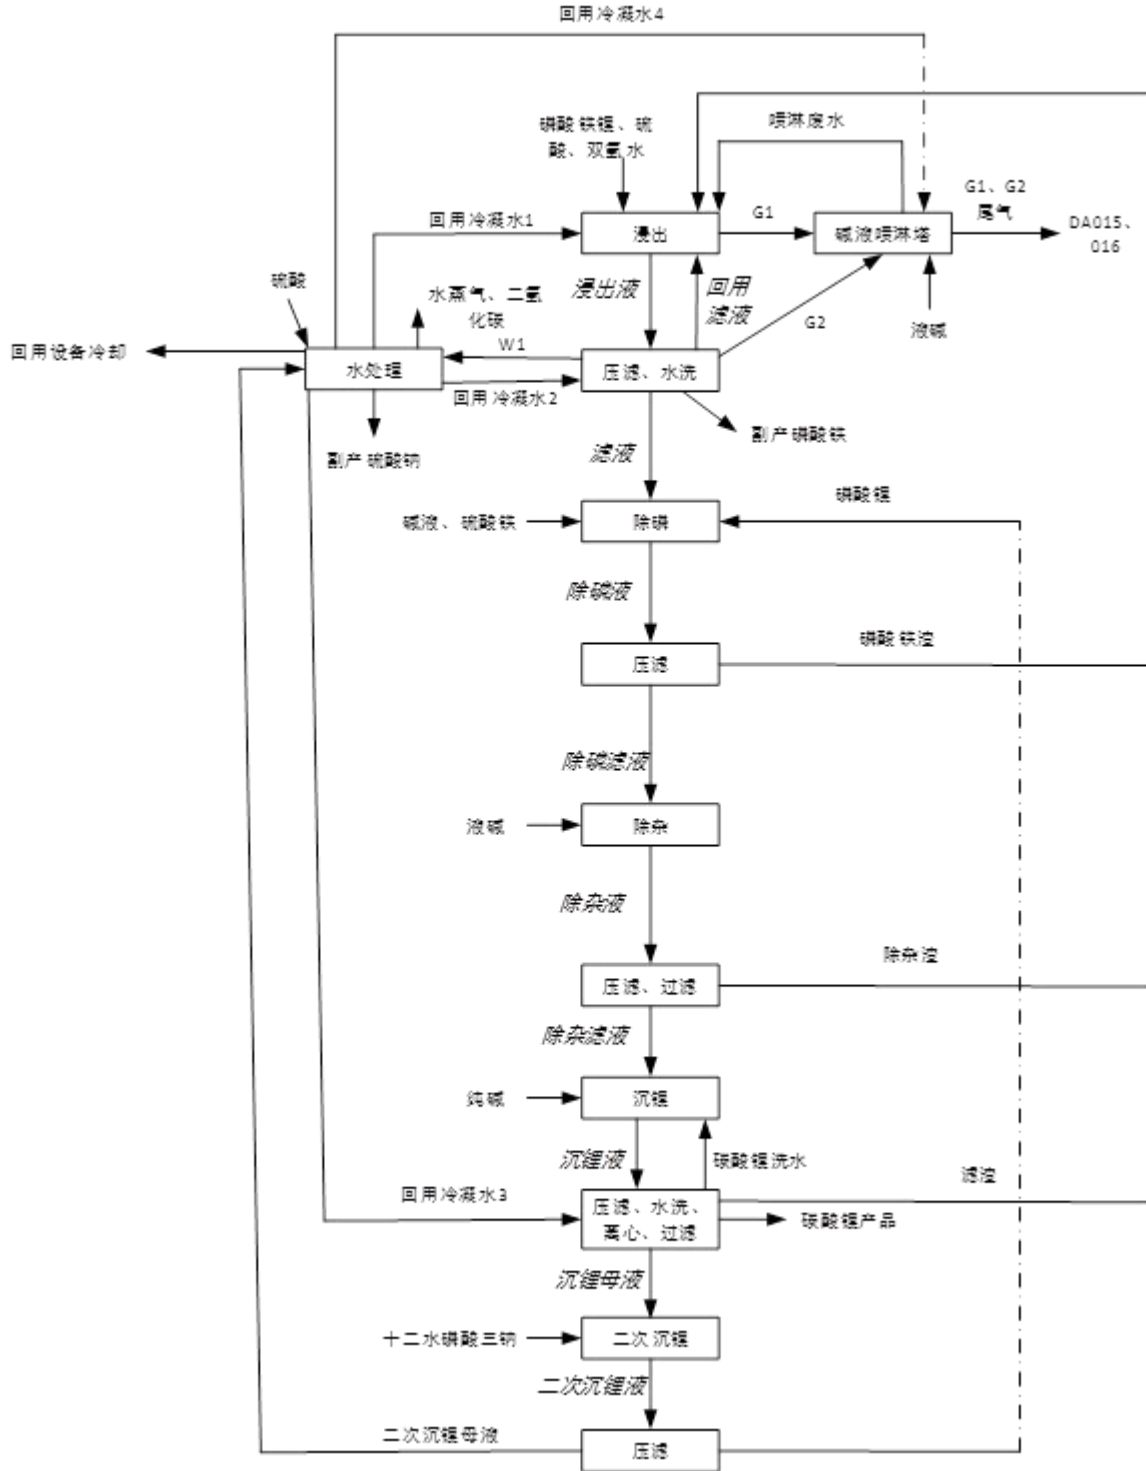 回用冷凝水4
磷酸铁锂、硫
酸、双氧水
喷淋废水
G1、G2
尾气
回用冷凝水1
浸出
G1
碱液喷淋塔
DA015、
016
硫酸
水蒸气、二氧
化碳
浸出液
回用
滤液
G2
液碱
回用设备冷却
水处理
W1
压滤、水洗
回用冷凝水2
副产硫酸钠
副产磷酸铁
滤液
磷酸锂
碱液、硫酸铁
除磷
除磷液
磷酸铁渣
压滤
除磷滤液
液碱
除杂
除杂液
除杂渣
压滤、过滤
除杂滤液
纯碱
沉锂
沉锂液
碳酸锂洗水
滤渣
回用冷凝水3
压滤、水洗、
离心、过滤
碳酸锂产品
沉锂母液
十二水磷酸三钠
二次沉锂
二次沉锂液
二次沉锂母液
压滤